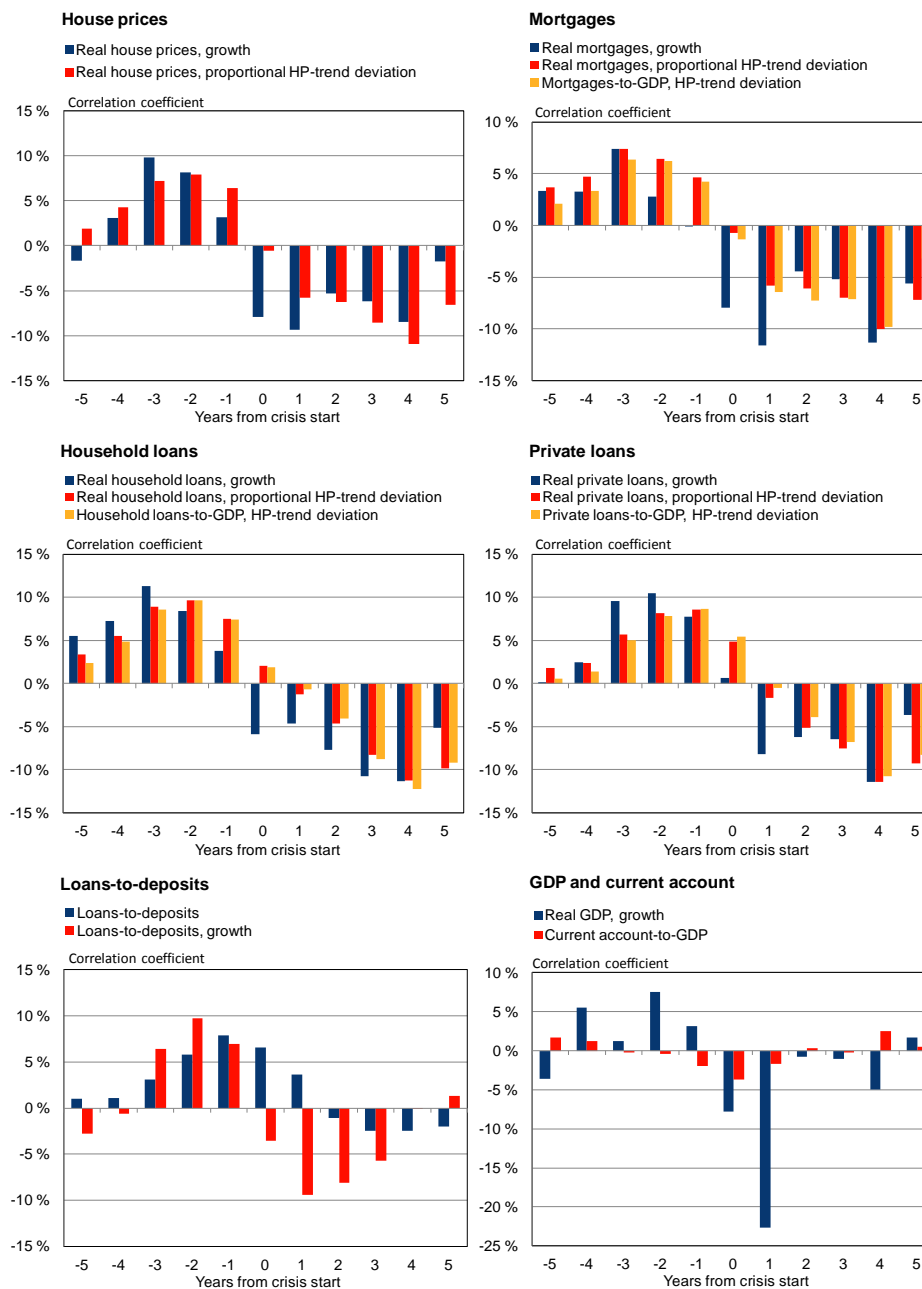 House prices
Real house prices, growth
Real house prices, proportional HP-trend deviation
Correlation coefficient
15 %
10 %
5 %
0 %
-5 %
-10 %
-15 %
-5 -4 -3 -2 -1 0 1 2 3 4 5
Years from crisis start
Mortgages
Real mortgages, growth
Real mortgages, proportional HP-trend deviation
Mortgages-to-GDP, HP-trend deviation
Correlation coefficient
10 %
5 %
0 %
-5 %
-10 %
-15 %
-5 -4 -3 -2 -1 0 1 2 3 4 5
Years from crisis start
Household loans
Real household loans, growth
Real household loans, proportional HP-trend deviation
Household loans-to-GDP, HP-trend deviation
Correlation coefficient
15 %
10 %
5 %
0 %
-5 %
-10 %
-15 %
-5 -4 -3 -2 -1 0 1 2 3 4 5
Years from crisis start
Private loans
Real private loans, growth
Real private loans, proportional HP-trend deviation
Private loans-to-GDP, HP-trend deviation
Correlation coefficient
15 %
10 %
5 %
0 %
-5 %
-10 %
-15 %
-5 -4 -3 -2 -1 0 1 2 3 4 5
Years from crisis start
Loans-to-deposits
Loans-to-deposits
Loans-to-deposits, growth
Correlation coefficient
15 %
10 %
5 %
0 %
-5 %
-10 %
-15 %
-5 -4 -3 -2 -1 0 1 2 3 4 5
Years from crisis start
GDP and current account
Real GDP, growth
Current account-to-GDP
Correlation coefficient
10 %
5 %
0 %
-5 %
-10 %
-15 %
-20 %
-25 %
-5 -4 -3 -2 -1 0 1 2 3 4 5
Years from crisis start